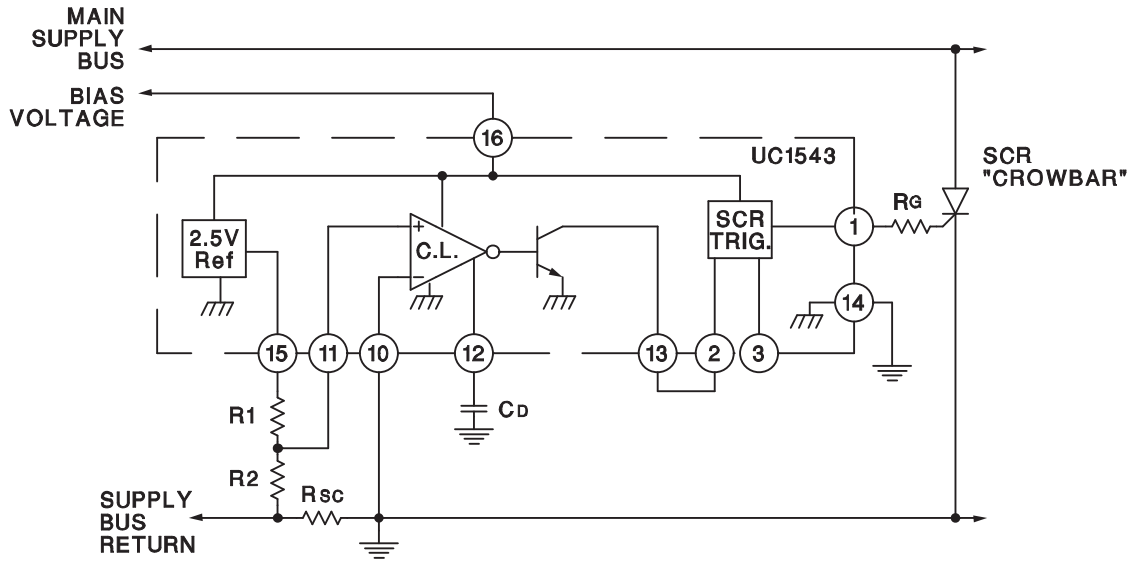 MAIN
SUPPLY
BUS
BIAS
VOLTAGE
16
UC1543
SCR
"CROWBAR"
2.5V
Ref
+
C.L.
−
SCR
TRIG.
1
RG
14
15
11
10
12
13
2
3
R1
CD
R2
RSC
SUPPLY
BUS
RETURN